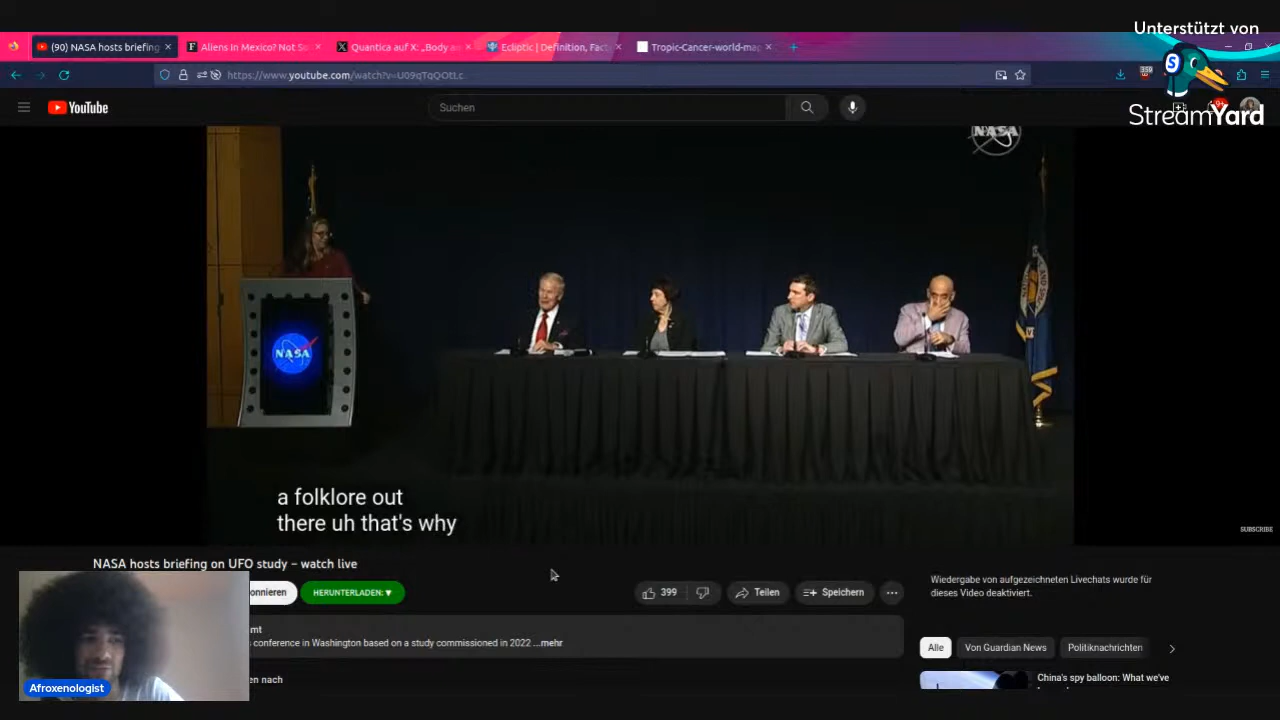 Unterstützt von
StreamYard
(90) NASA hosts briefing
Aliens In Mexico? Not So
Quantica auf X: „Body a
Ecliptic | Definition, Fact
Tropic-Cancer-world-ma
https://www.youtube.com/watch?v=U09qTqQOtLc
359
YouTube
Suchen
9+
NASA
NASA
a folklore out
there uh that's why
SUBSCRIBE
NASA hosts briefing on UFO study – watch live
onnieren
HERUNTERLADEN: ▼
399
Teilen
Speichern
...
Wiedergabe von aufgezeichneten Livechats wurde für
dieses Video deaktiviert.
mt
conference in Washington based on a study commissioned in 2022 ...mehr
en nach
Alle
Von Guardian News
Politiknachrichten
China's spy balloon: What we've
Afroxenologist